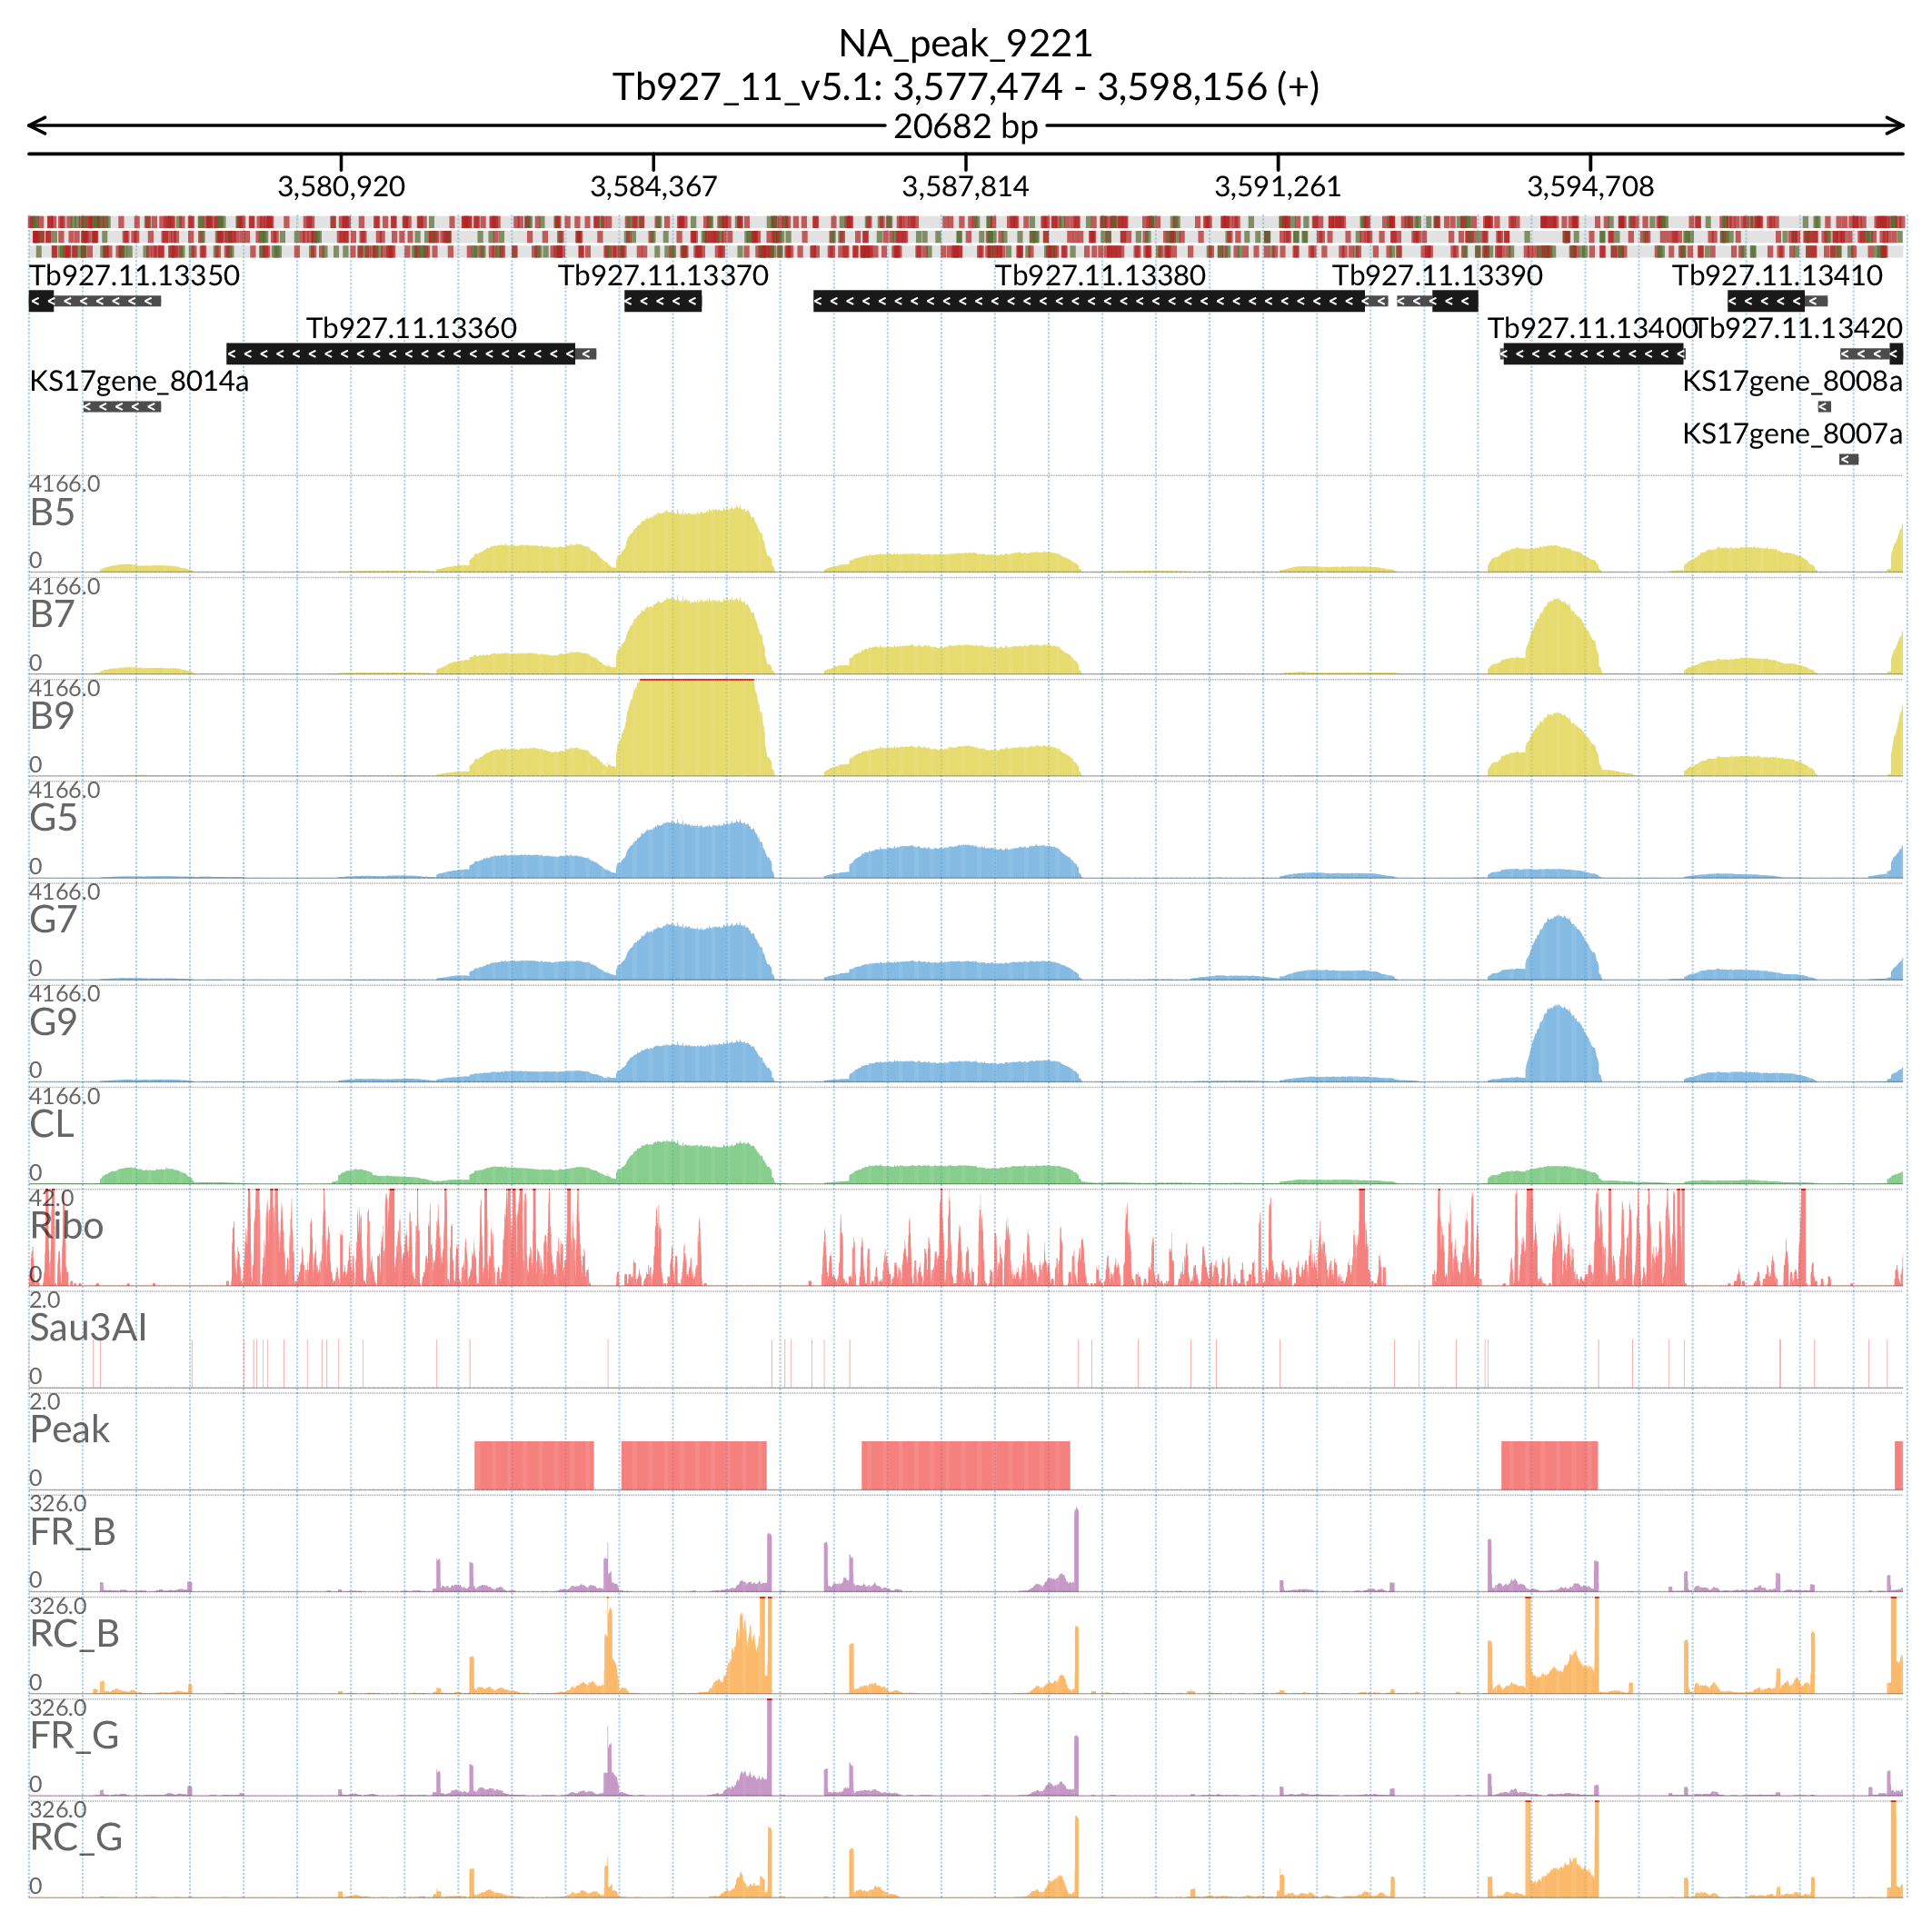 NA_peak_9221
Tb927_11_v5.1: 3,577,474 - 3,598,156 (+)
20682 bp
3,580,920 3,584,367 3,587,814 3,591,261 3,594,708
Tb927.11.13350 Tb927.11.13370 Tb927.11.13380 Tb927.11.13390 Tb927.11.13410
Tb927.11.13360 Tb927.11.13400 Tb927.11.13420
KS17gene_8014a KS17gene_8008a
KS17gene_7007a
4166.0
B5
0
4166.0
B7
0
4166.0
B9
0
4166.0
G5
0
4166.0
G7
0
4166.0
G9
0
4166.0
CL
0
42.0
Ribo
0
2.0
Sau3AI
0
2.0
Peak
0
326.0
FR_B
0
326.0
RC_B
0
326.0
FR_G
0
326.0
RC_G
0